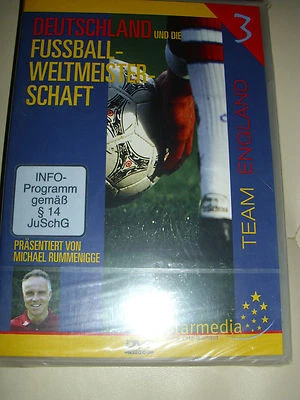 DEUTSCHLAND UND DIE
FUSSBALL-
WELTMEISTER-
SCHAFT
3
TEAM ENGLAND
INFO-
Programm
gemäß
§ 14
JuSchG
PRÄSENTIERT VON
MICHAEL RUMMENIGGE
starmedia